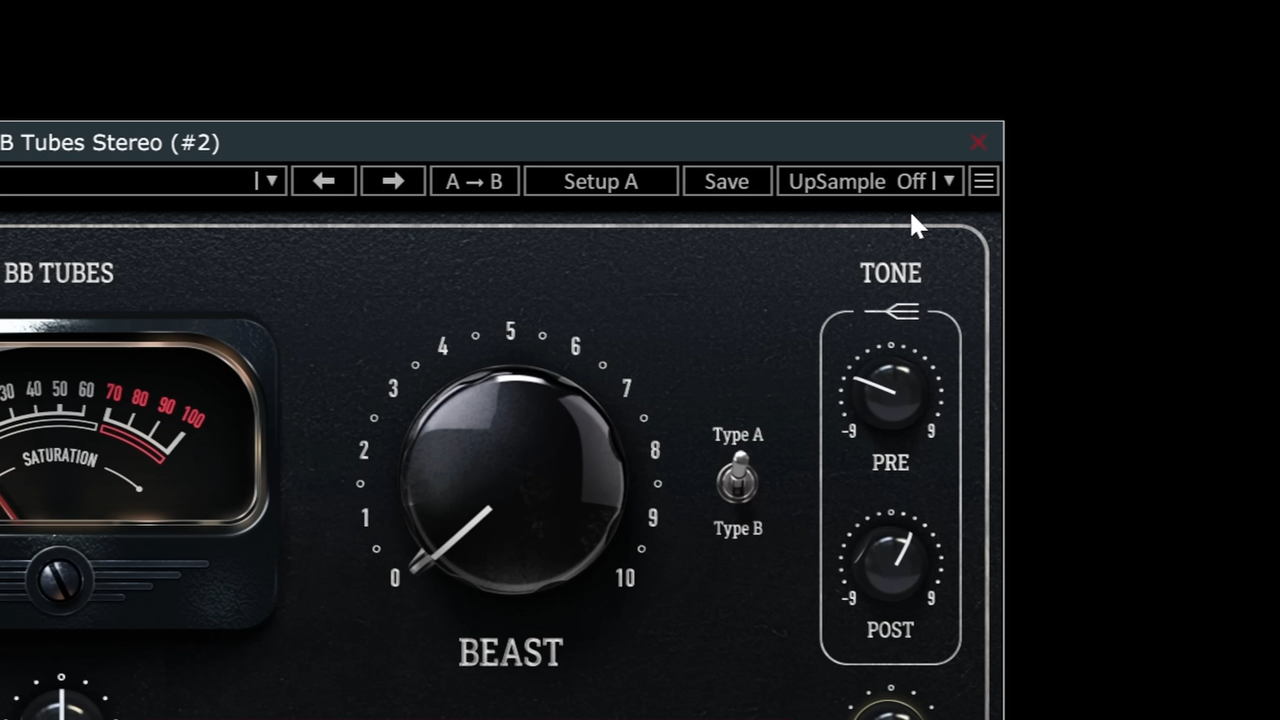 B Tubes Stereo (#2)
A → B Setup A Save UpSample Off
BB TUBES
TONE
30 40 50 60 70 80 90 100
SATURATION
0 1 2 3 4 5 6 7 8 9 10
BEAST
Type A
Type B
-9 9
PRE
-9 9
POST